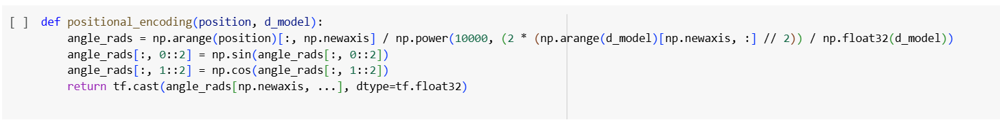 [ ] def positional_encoding(position, d_model):
        angle_rads = np.arange(position)[:, np.newaxis] / np.power(10000, (2 * (np.arange(d_model)[np.newaxis, :] // 2)) / np.float32(d_model))
        angle_rads[:, 0::2] = np.sin(angle_rads[:, 0::2])
        angle_rads[:, 1::2] = np.cos(angle_rads[:, 1::2])
        return tf.cast(angle_rads[np.newaxis, ...], dtype=tf.float32)